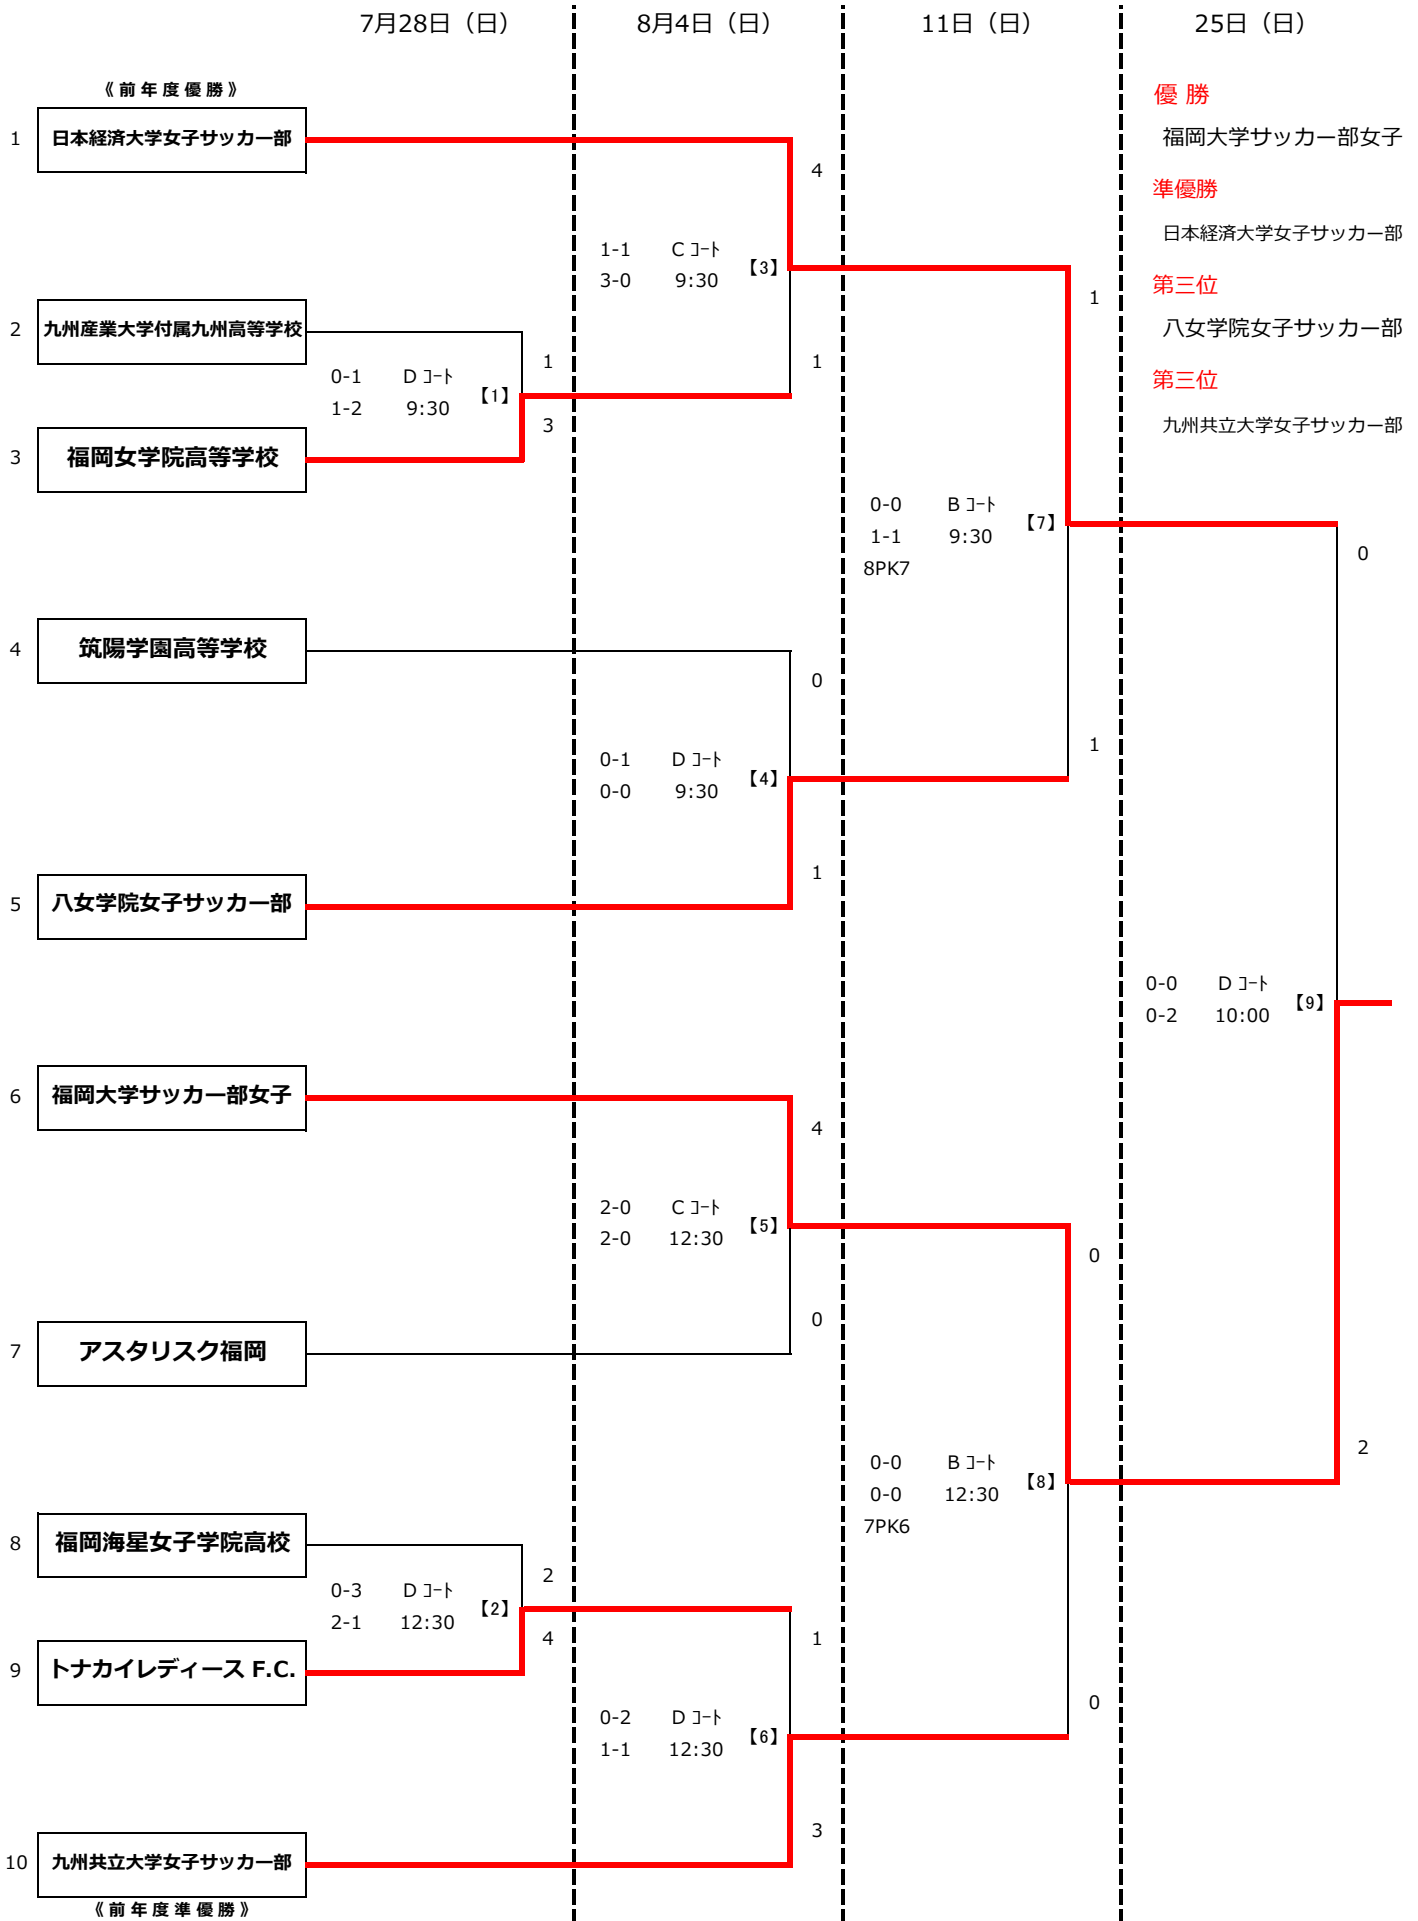 7月28日（日） 8月4日（日） 11日（日） 25日（日）
《 前 年 度 優 勝 》
1 日本経済大学女子サッカー部
4
1-1 C コート
3-0 9:30
【3】
2 九州産業大学付属九州高等学校
1
0-1 D コート
1-2 9:30
【1】
1
3
3 福岡女学院高等学校
1
0-0 B コート
1-1 9:30
8PK7
【7】
4 筑陽学園高等学校
0
0-1 D コート
0-0 9:30
【4】
1
1
5 八女学院女子サッカー部
0
0-0 D コート
0-2 10:00
【9】
2
6 福岡大学サッカー部女子
4
2-0 C コート
2-0 12:30
【5】
0
7 アスタリスク福岡
0
0-0 B コート
0-0 12:30
7PK6
【8】
0
8 福岡海星女子学院高校
2
0-3 D コート
2-1 12:30
【2】
4
9 トナカイレディース F.C.
1
0-2 D コート
1-1 12:30
【6】
3
10 九州共立大学女子サッカー部
《 前 年 度 準 優 勝 》
優 勝
福岡大学サッカー部女子
準優勝
日本経済大学女子サッカー部
第三位
八女学院女子サッカー部
第三位
九州共立大学女子サッカー部